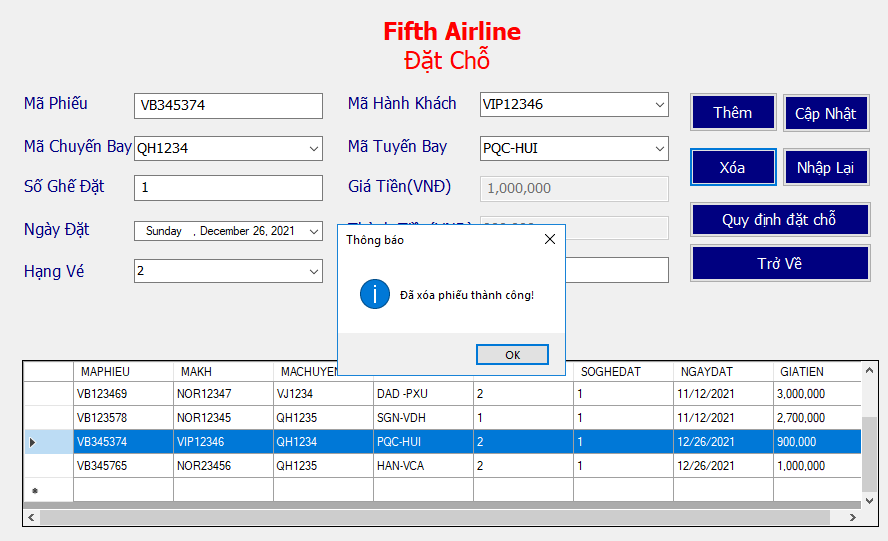 Fifth Airline
Đặt Chỗ
Mã Phiếu VB345374 Mã Hành Khách VIP12346 Thêm Cập Nhật
Mã Chuyến Bay QH1234 Mã Tuyến Bay PQC-HUI Xóa Nhập Lại
Số Ghế Đặt 1 Giá Tiền(VNĐ) 1,000,000
Quy định đặt chỗ
Ngày Đặt Sunday , December 26, 2021
Trở Về
Hạng Vé 2
Thông báo
Đã xóa phiếu thành công!
OK
MAPHIEU MAKH MACHUYEN SOGHEDAT NGAYDAT GIATIEN
VB123469 NOR12347 VJ1234 DAD -PXU 2 1 11/12/2021 3,000,000
VB123578 NOR12345 QH1235 SGN-VDH 1 1 11/12/2021 2,700,000
VB345374 VIP12346 QH1234 PQC-HUI 2 1 12/26/2021 900,000
VB345765 NOR23456 QH1235 HAN-VCA 2 1 12/26/2021 1,000,000